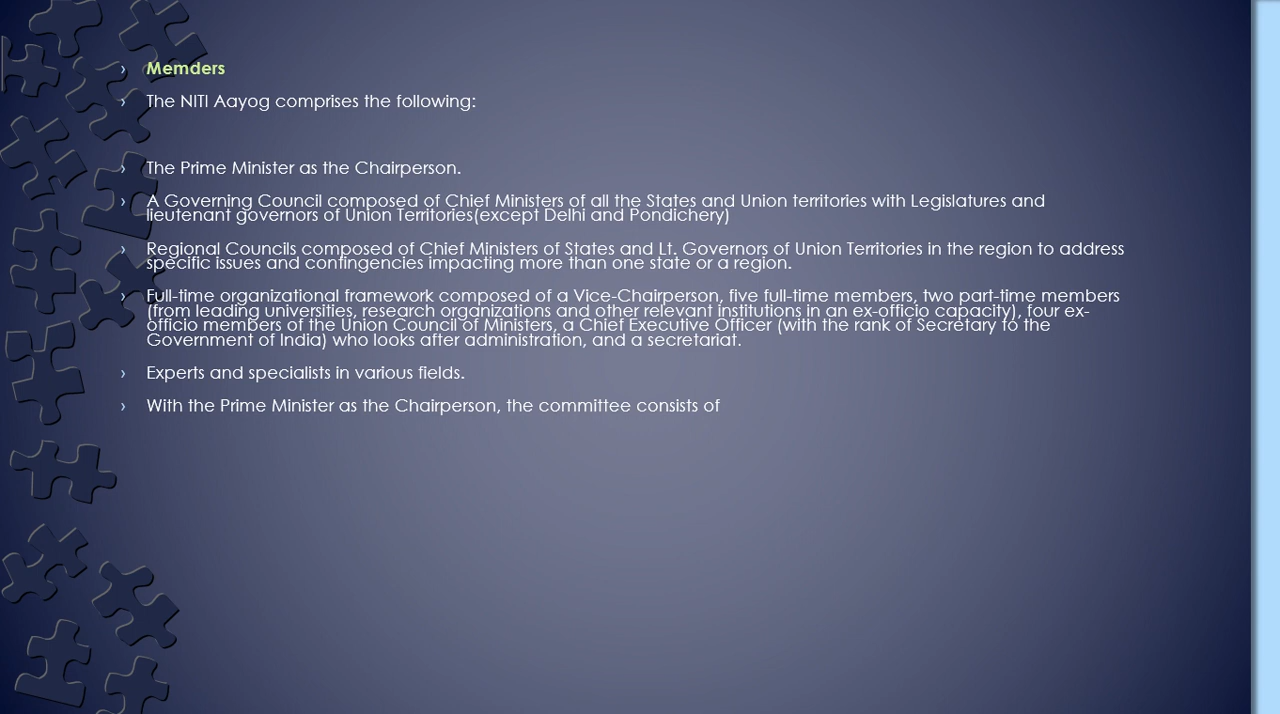 › Memders
› The NITI Aayog comprises the following:
› The Prime Minister as the Chairperson.
› A Governing Council composed of Chief Ministers of all the States and Union territories with Legislatures and
lieutenant governors of Union Territories(except Delhi and Pondichery)
› Regional Councils composed of Chief Ministers of States and Lt. Governors of Union Territories in the region to address
specific issues and contingencies impacting more than one state or a region.
› Full-time organizational framework composed of a Vice-Chairperson, five full-time members, two part-time members
(from leading universities, research organizations and other relevant institutions in an ex-officio capacity), four ex-
officio members of the Union Council of Ministers, a Chief Executive Officer (with the rank of Secretary to the
Government of India) who looks after administration, and a secretariat.
› Experts and specialists in various fields.
› With the Prime Minister as the Chairperson, the committee consists of